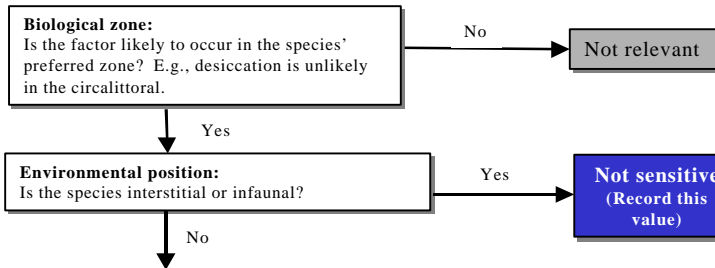 Biological zone:
Is the factor likely to occur in the species'
preferred zone? E.g., desiccation is unlikely
in the circalittoral.
No
Not relevant
Yes
Environmental position:
Is the species interstitial or infaunal?
Yes
Not sensitive
(Record this
value)
No